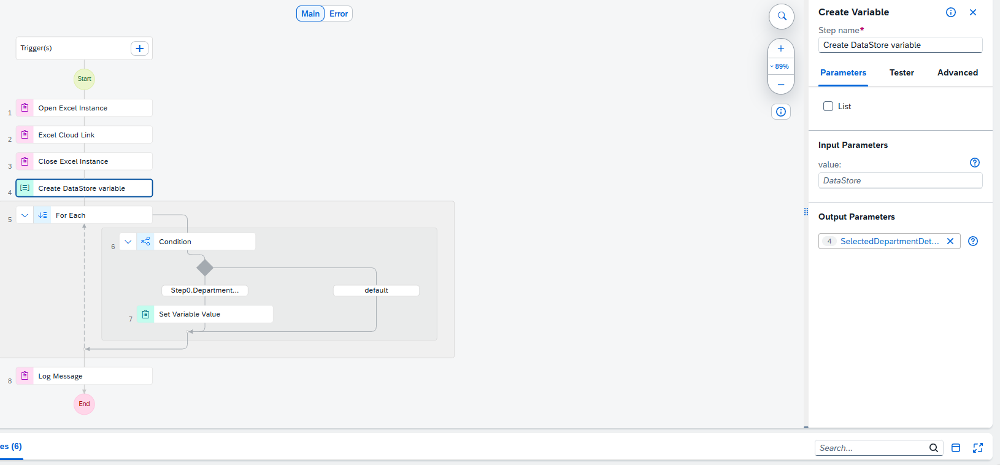 Main
Error
Trigger(s)
Start
1
Open Excel Instance
2
Excel Cloud Link
3
Close Excel Instance
4
Create DataStore variable
5
For Each
6
Condition
Step0.Department...
default
7
Set Variable Value
8
Log Message
End
89%
Create Variable
Step name*
Create DataStore variable
Parameters
Tester
Advanced
List
Input Parameters
value:
DataStore
Output Parameters
4 SelectedDepartmentDet...
es (6)
Search...